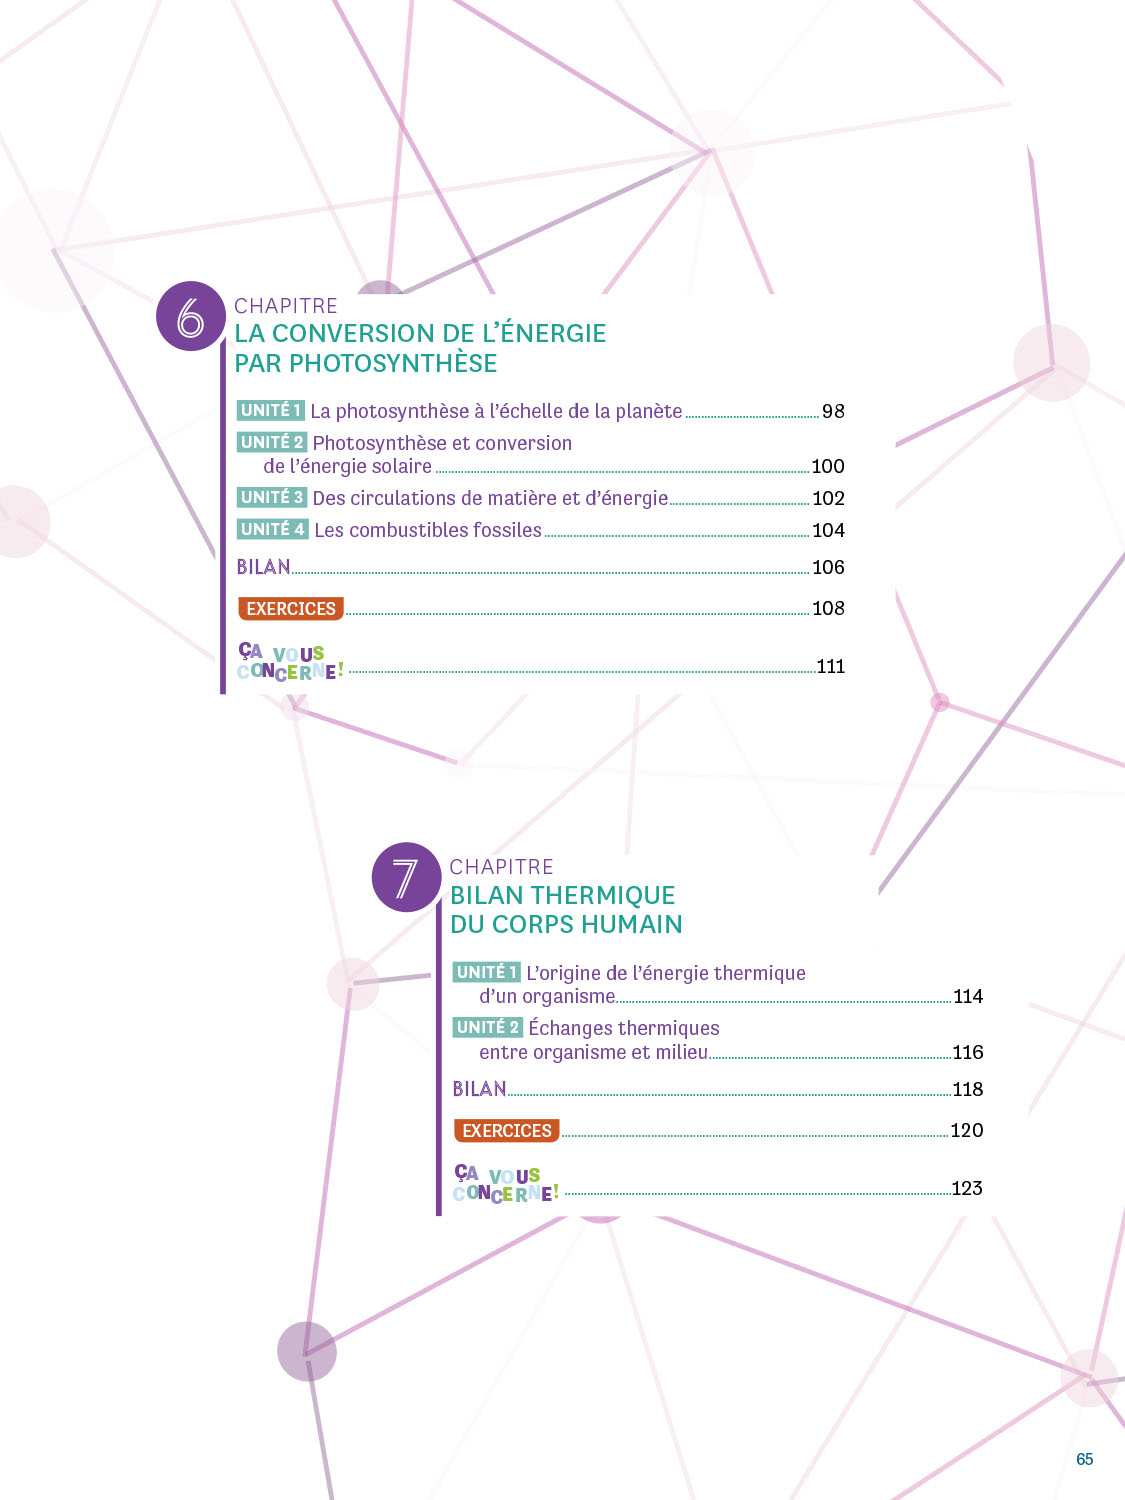 6
CHAPITRE
LA CONVERSION DE L’ÉNERGIE
PAR PHOTOSYNTHÈSE
UNITÉ 1 La photosynthèse à l’échelle de la planète 98
UNITÉ 2 Photosynthèse et conversion
de l’énergie solaire 100
UNITÉ 3 Des circulations de matière et d’énergie 102
UNITÉ 4 Les combustibles fossiles 104
BILAN 106
EXERCICES 108
ÇA VOUS
CONCERNE! 111
7
CHAPITRE
BILAN THERMIQUE
DU CORPS HUMAIN
UNITÉ 1 L’origine de l’énergie thermique
d’un organisme 114
UNITÉ 2 Échanges thermiques
entre organisme et milieu 116
BILAN 118
EXERCICES 120
ÇA VOUS
CONCERNE! 123
65